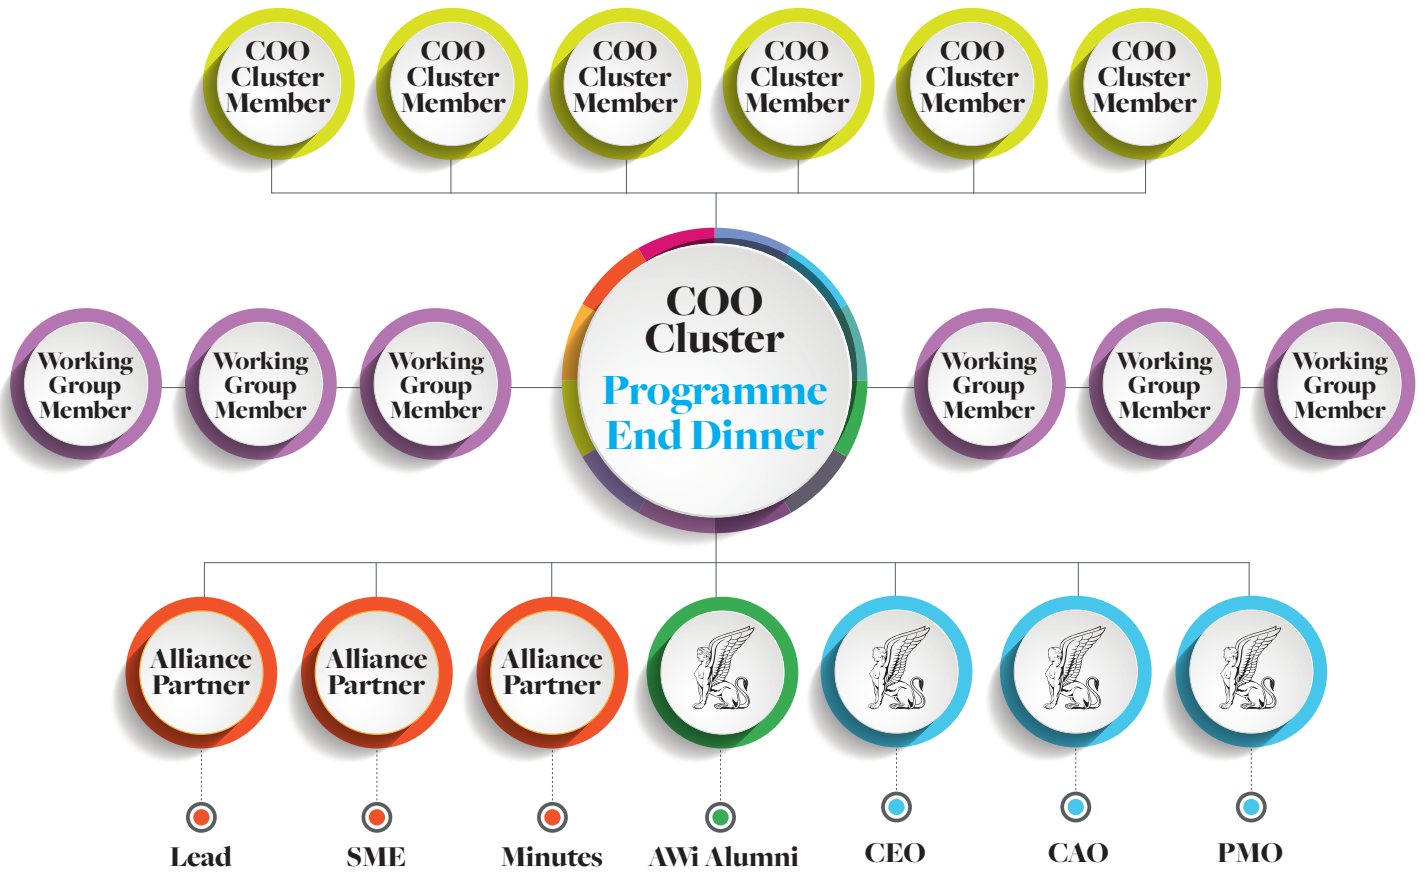 COO
Cluster
Member
COO
Cluster
Member
COO
Cluster
Member
COO
Cluster
Member
COO
Cluster
Member
COO
Cluster
Member
Working
Group
Member
Working
Group
Member
Working
Group
Member
COO
Cluster
Programme
End Dinner
Working
Group
Member
Working
Group
Member
Working
Group
Member
Alliance
Partner
Alliance
Partner
Alliance
Partner
Lead
SME
Minutes
AWi Alumni
CEO
CAO
PMO